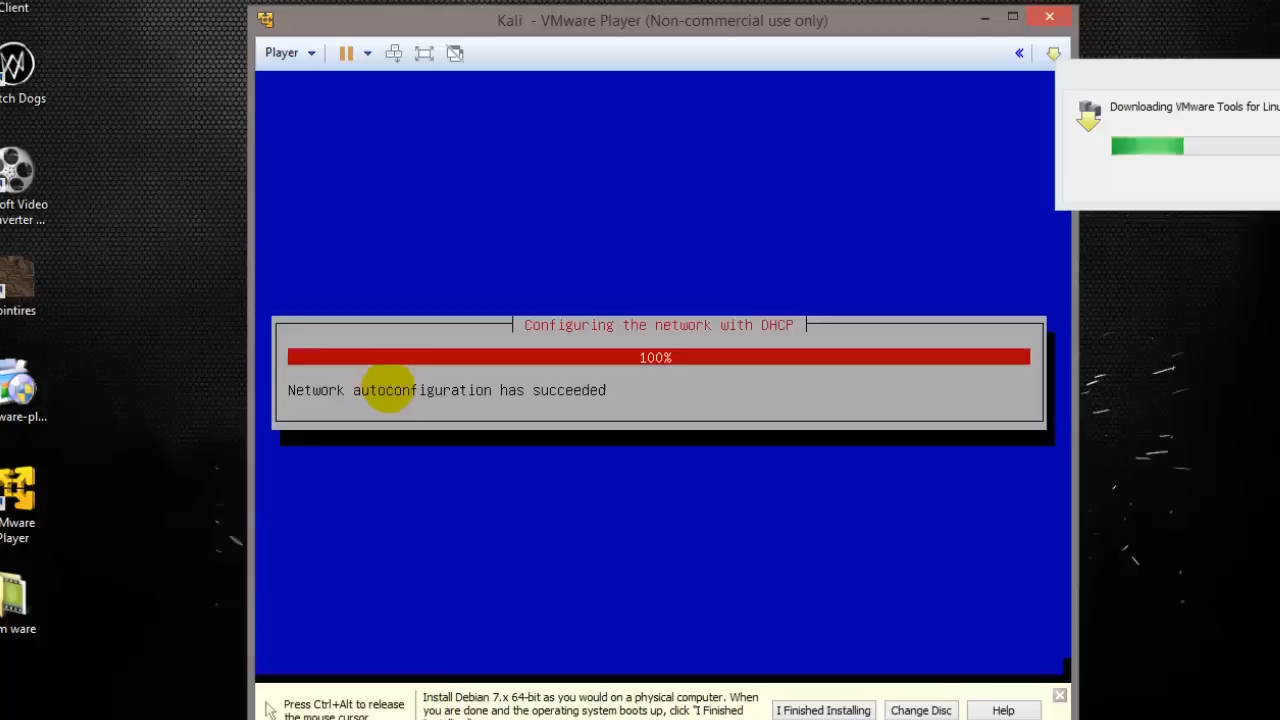 Client
tch Dogs
oft Video
nverter ...
ointires
ware-pl...
Mware
Player
m ware
Kali - VMware Player (Non-commercial use only)
Player
Downloading VMware Tools for Linu
Configuring the network with DHCP
100%
Network autoconfiguration has succeeded
Press Ctrl+Alt to release
the mouse cursor.
Install Debian 7.x 64-bit as you would on a physical computer. When
you are done and the operating system boots up, click "I Finished
I Finished Installing
Change Disc
Help